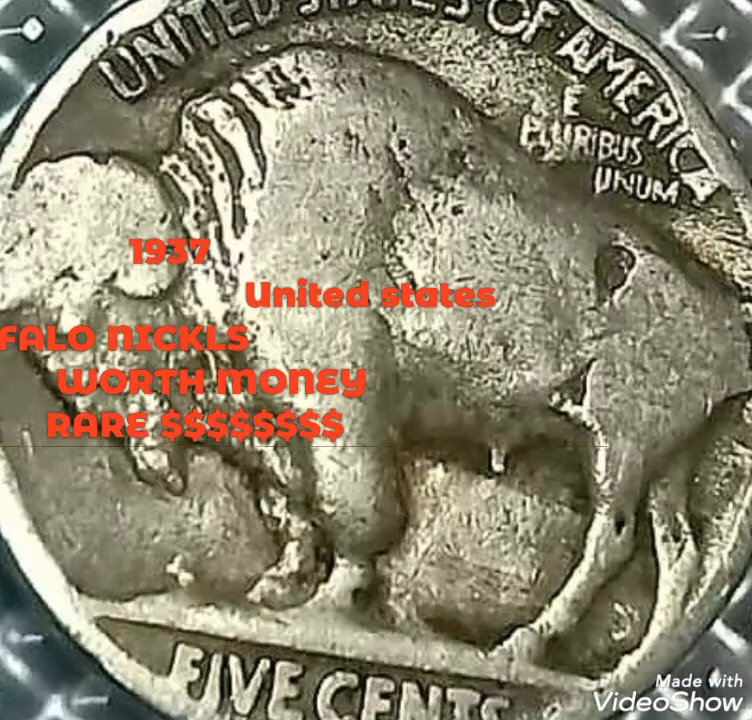 UNITED STATES OF AMERICA
E
PLURIBUS
UNUM
1937
United states
FALO NICKLS
WORTH MONEY
RARE $$$$$$$$
FIVE CENTS
Made with
VideoShow